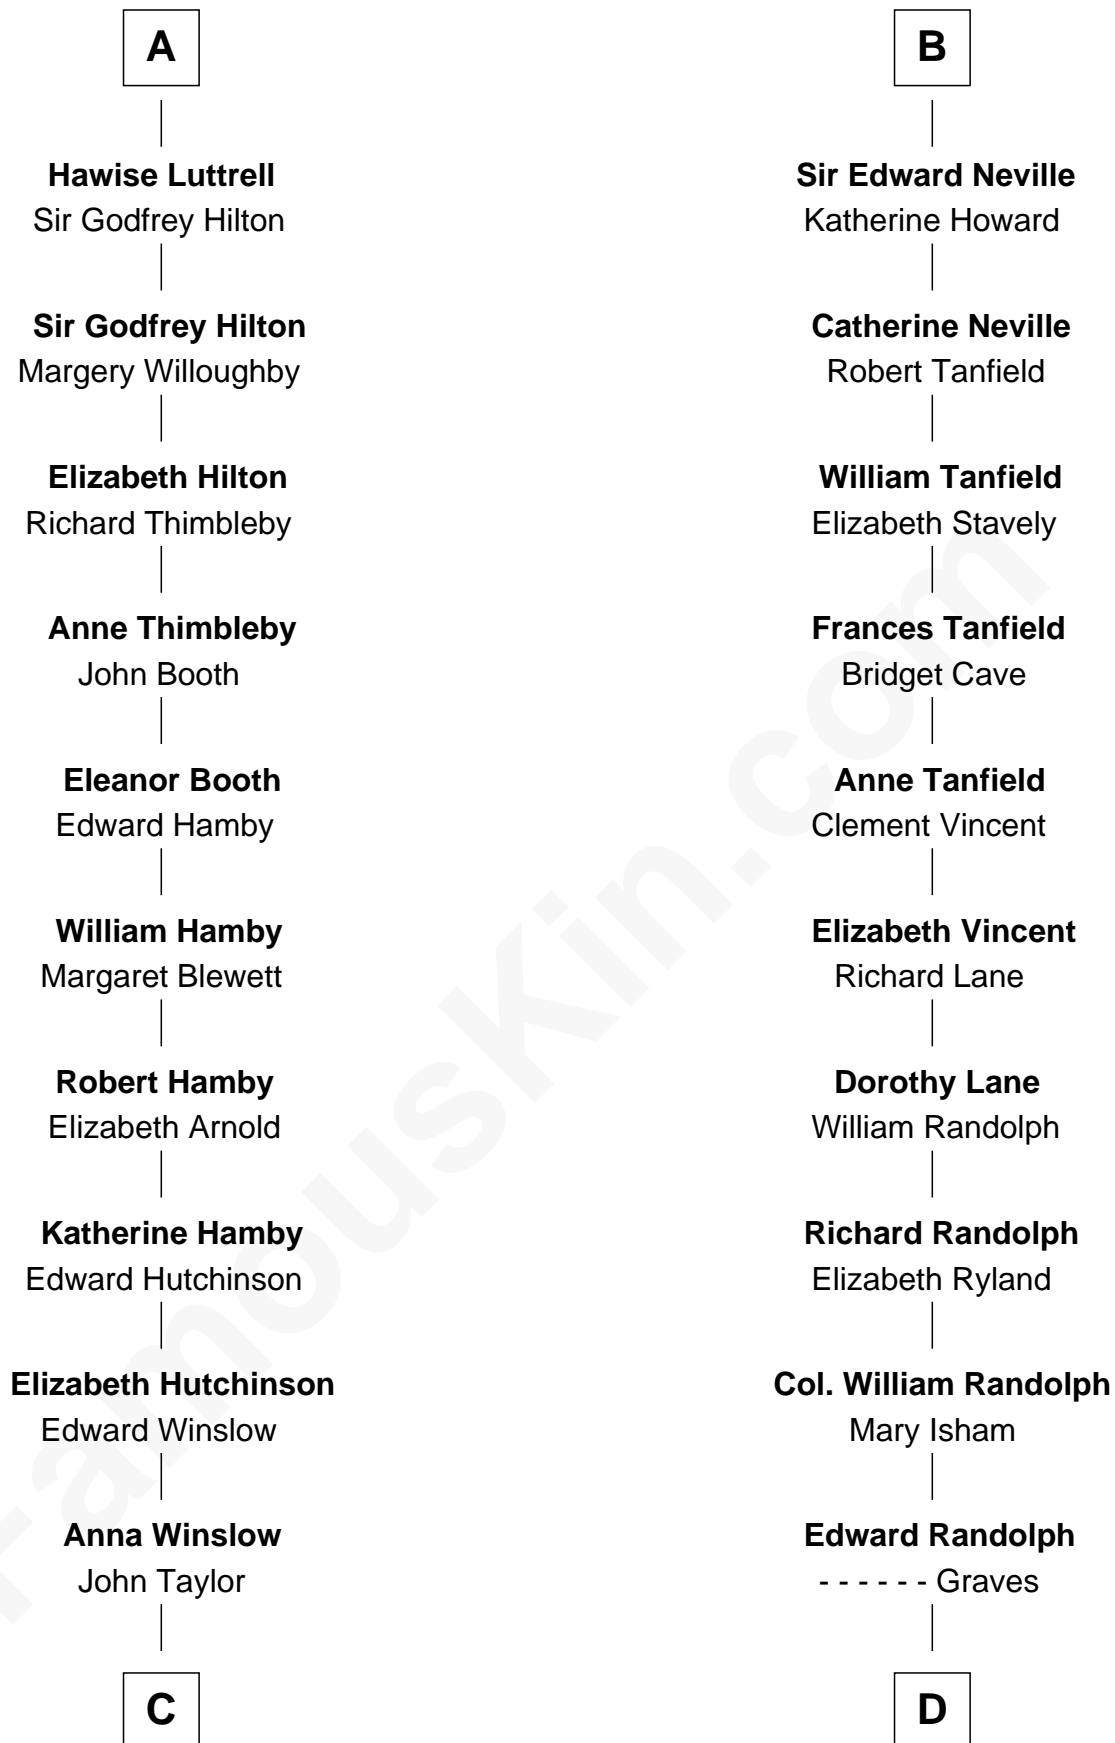 A
Hawise Luttrell
Sir Godfrey Hilton
Sir Godfrey Hilton
Margery Willoughby
Elizabeth Hilton
Richard Thimbleby
Anne Thimbleby
John Booth
Eleanor Booth
Edward Hamby
William Hamby
Margaret Blewett
Robert Hamby
Elizabeth Arnold
Katherine Hamby
Edward Hutchinson
Elizabeth Hutchinson
Edward Winslow
Anna Winslow
John Taylor
C
B
Sir Edward Neville
Katherine Howard
Catherine Neville
Robert Tanfield
William Tanfield
Elizabeth Stavely
Frances Tanfield
Bridget Cave
Anne Tanfield
Clement Vincent
Elizabeth Vincent
Richard Lane
Dorothy Lane
William Randolph
Richard Randolph
Elizabeth Ryland
Col. William Randolph
Mary Isham
Edward Randolph
- - - - - - Graves
D
FamousKin.com